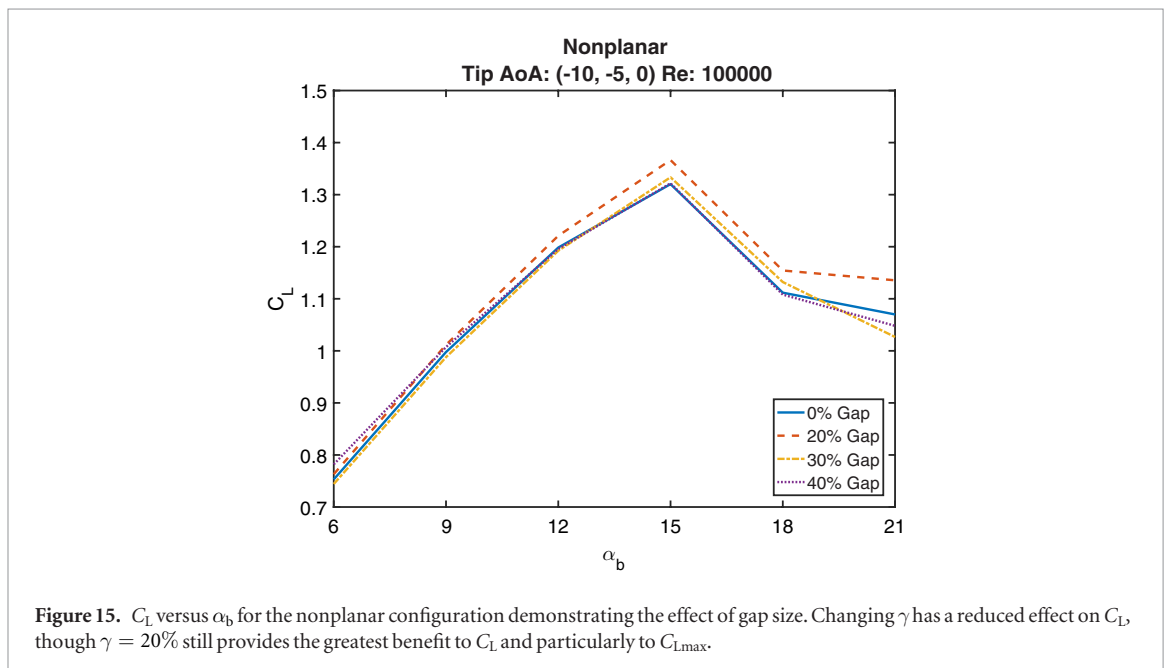 Nonplanar
Tip AoA: (-10, -5, 0) Re: 100000
1.5
1.4
1.3
1.2
1.1
1
0.9
0.8
0.7
C_L
6
9
12
15
18
21
α_b
0% Gap
20% Gap
30% Gap
40% Gap
Figure 15. C_L versus α_b for the nonplanar configuration demonstrating the effect of gap size. Changing γ has a reduced effect on C_L,
though γ = 20% still provides the greatest benefit to C_L and particularly to C_Lmax.